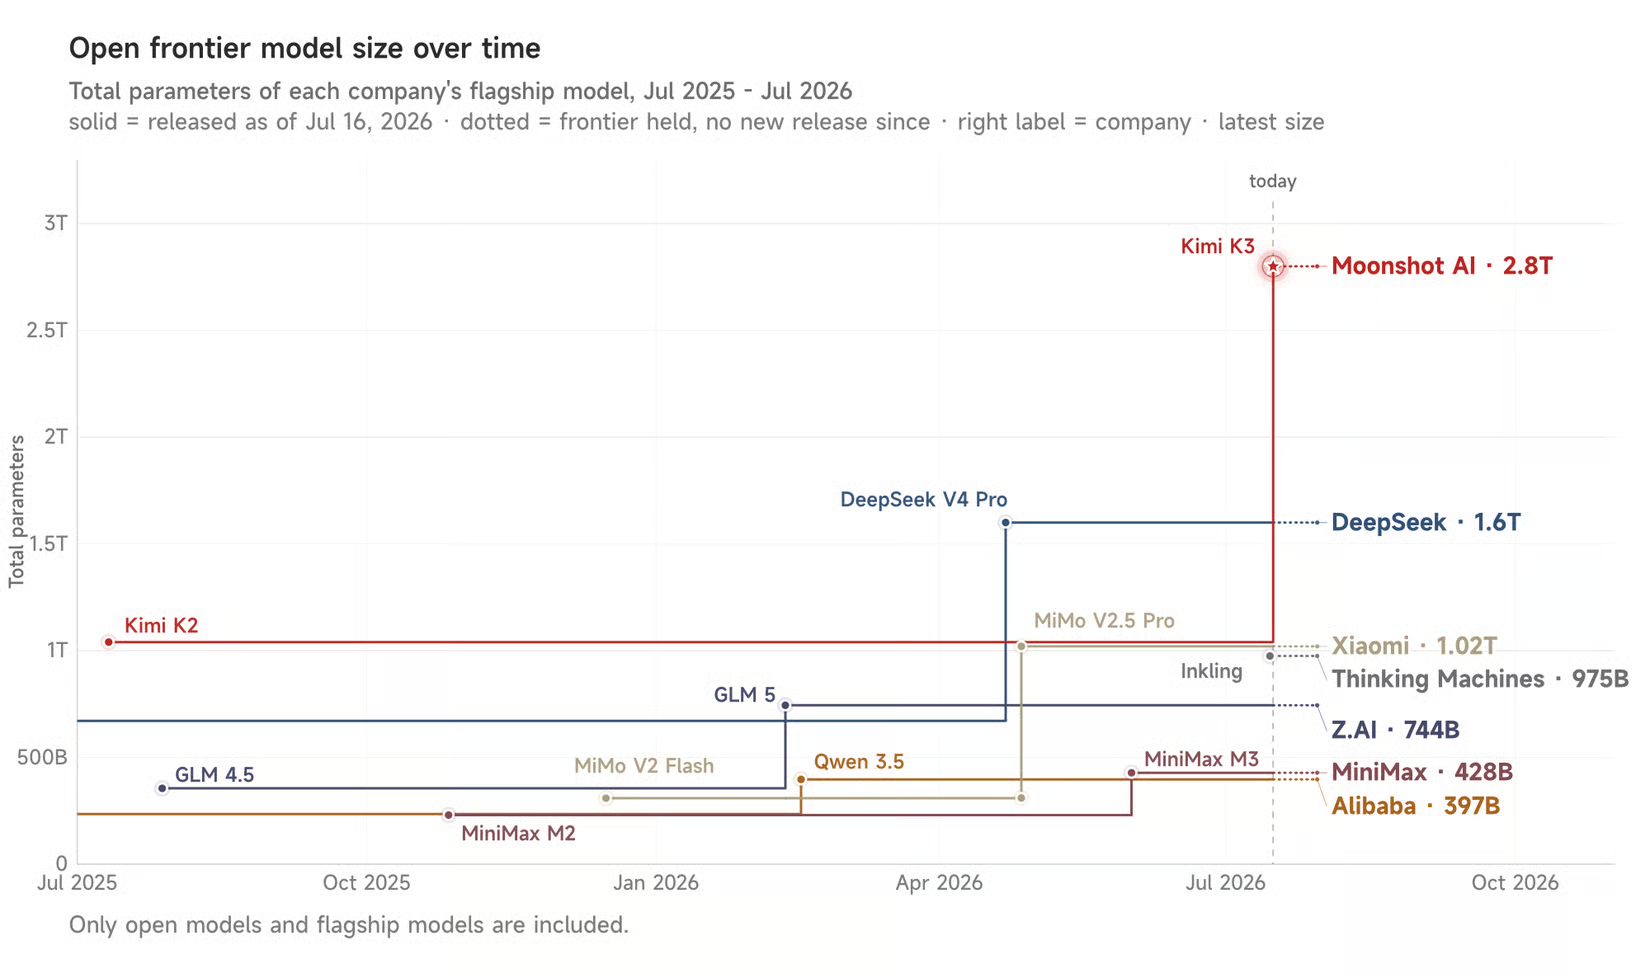 Open frontier model size over time
Total parameters of each company's flagship model, Jul 2025 - Jul 2026
solid = released as of Jul 16, 2026 · dotted = frontier held, no new release since · right label = company · latest size
today
3T
Kimi K3
Moonshot AI · 2.8T
2.5T
2T
Total parameters
DeepSeek V4 Pro
DeepSeek · 1.6T
1.5T
Kimi K2
MiMo V2.5 Pro
Xiaomi · 1.02T
1T
Inkling
Thinking Machines · 975B
GLM 5
Z.AI · 744B
500B
GLM 4.5
MiMo V2 Flash
Qwen 3.5
MiniMax M3
MiniMax · 428B
Alibaba · 397B
MiniMax M2
0
Jul 2025
Oct 2025
Jan 2026
Apr 2026
Jul 2026
Oct 2026
Only open models and flagship models are included.